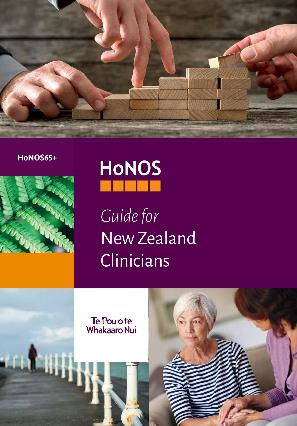 HoNOS65+
HoNOS
Guide for
New Zealand
Clinicians
Te Pou o te
Whakaaro Nui